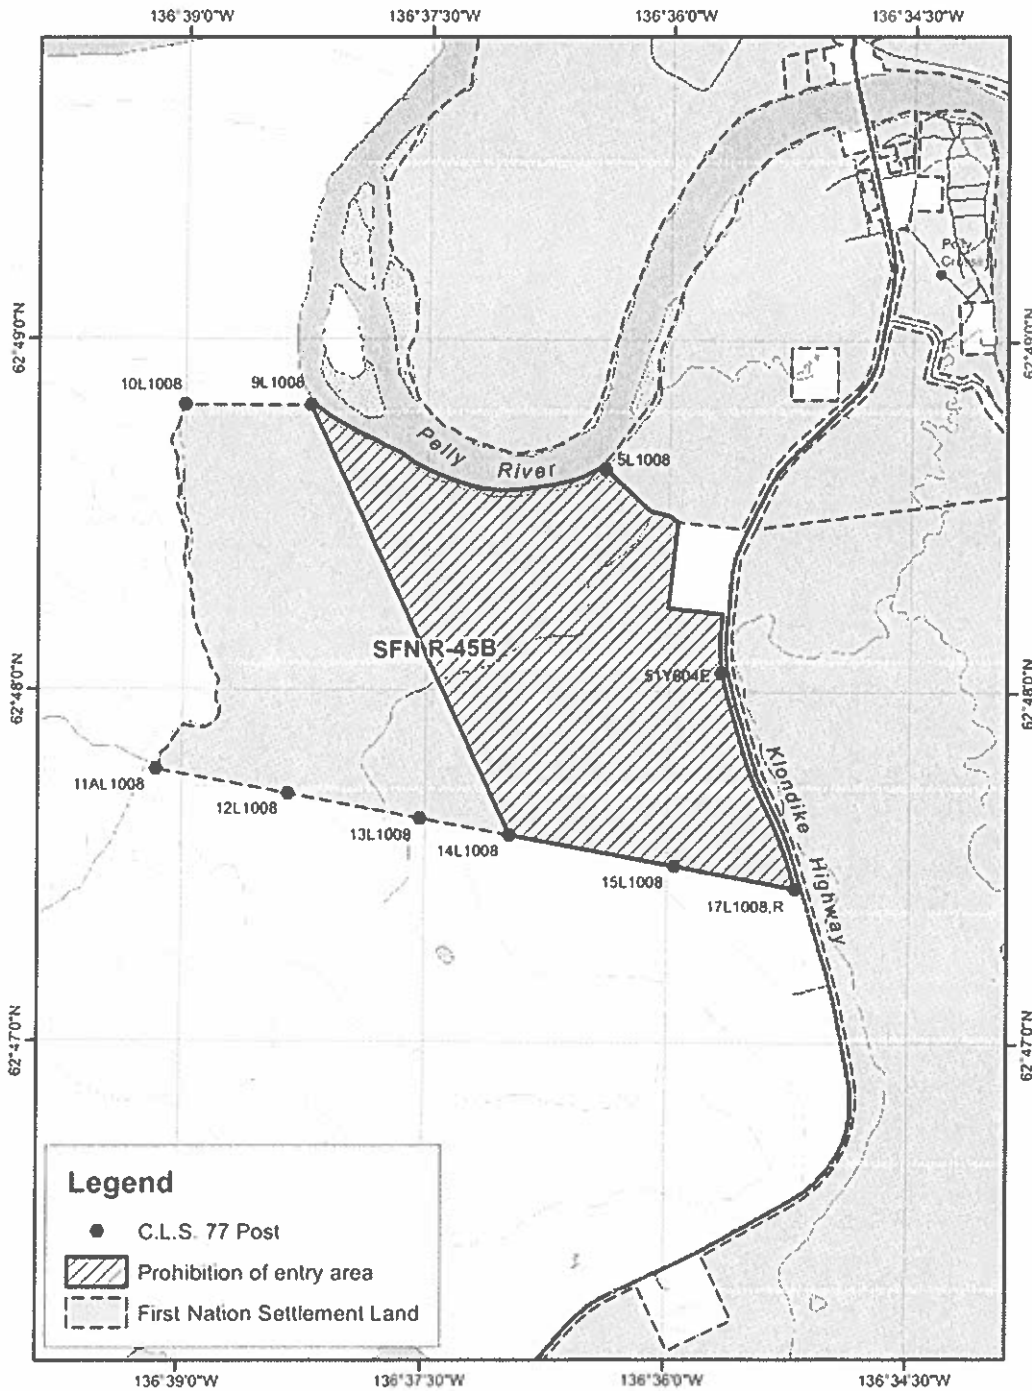 136°39'0"W
136°37'30"W
136°36'0"W
136°34'30"W
Pelly
Crossing
62°49'0"N
62°49'0"N
10L1008
9L1008
Pelly
River
5L1008
SFN R-45B
51Y604E
62°48'0"N
62°48'0"N
11AL1008
12L1008
13L1008
14L1008
15L1008
17L1008,R
Klondike
Highway
62°47'0"N
62°47'0"N
Legend
C.L.S. 77 Post
Prohibition of entry area
First Nation Settlement Land
136°39'0"W
136°37'30"W
136°36'0"W
136°34'30"W